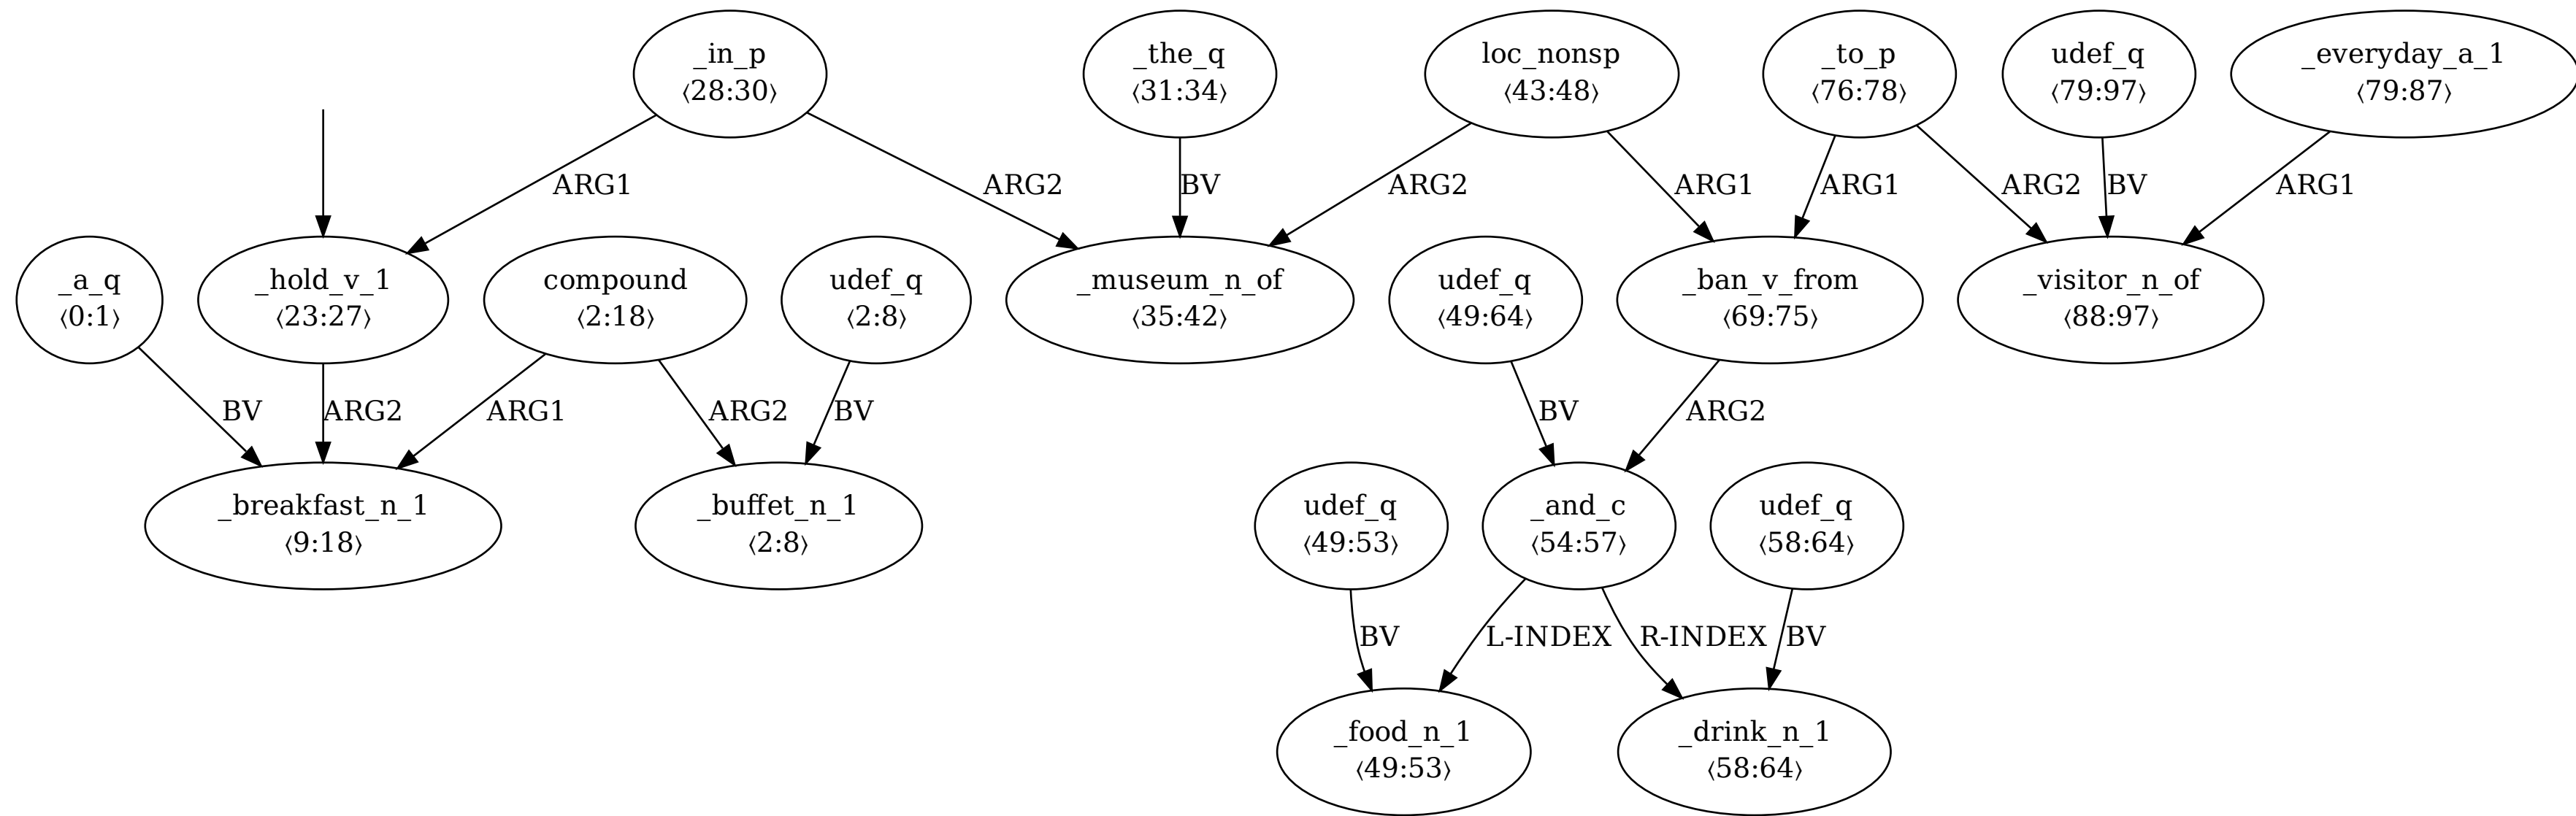 _in_p
⟨28:30⟩
_the_q
⟨31:34⟩
loc_nonsp
⟨43:48⟩
_to_p
⟨76:78⟩
udef_q
⟨79:97⟩
_everyday_a_1
⟨79:87⟩
ARG1
ARG2
BV
ARG2
ARG1
ARG1
ARG2
BV
ARG1
_a_q
⟨0:1⟩
_hold_v_1
⟨23:27⟩
compound
⟨2:18⟩
udef_q
⟨2:8⟩
_museum_n_of
⟨35:42⟩
udef_q
⟨49:64⟩
_ban_v_from
⟨69:75⟩
_visitor_n_of
⟨88:97⟩
BV
ARG2
ARG1
ARG2
BV
BV
ARG2
_breakfast_n_1
⟨9:18⟩
_buffet_n_1
⟨2:8⟩
udef_q
⟨49:53⟩
_and_c
⟨54:57⟩
udef_q
⟨58:64⟩
BV
L-INDEX
R-INDEX
BV
_food_n_1
⟨49:53⟩
_drink_n_1
⟨58:64⟩